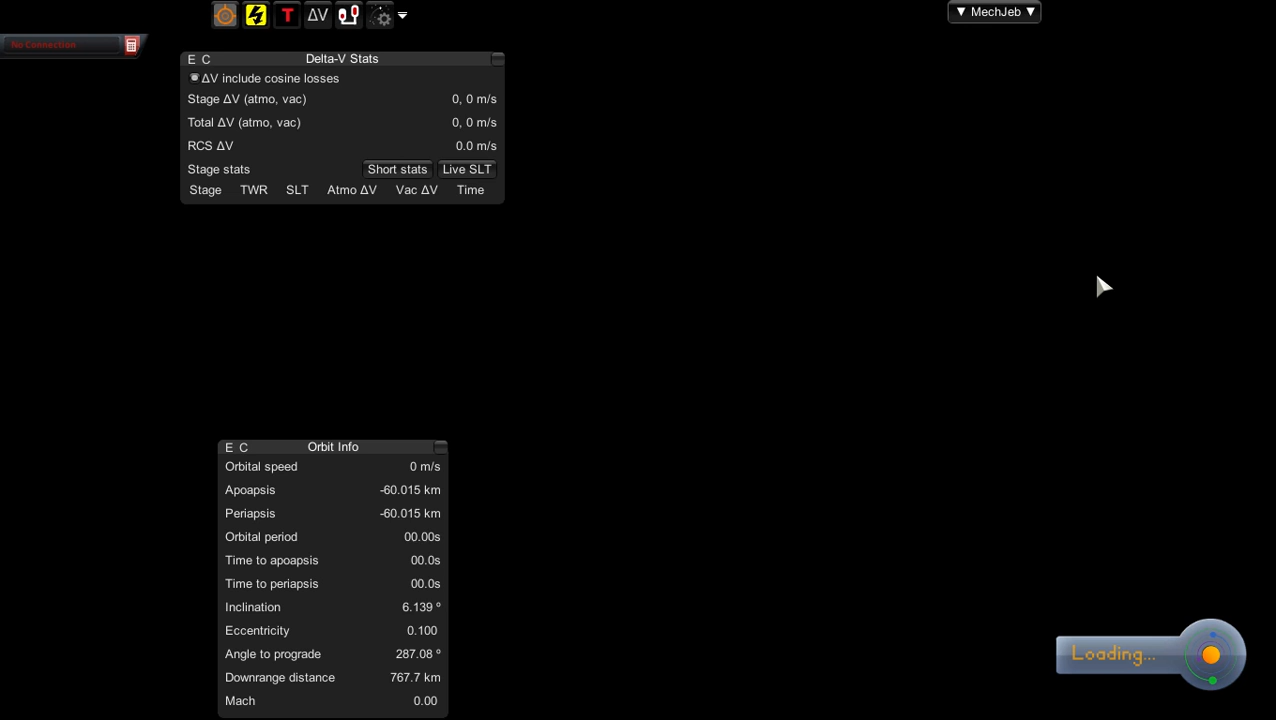 T ΔV
▼ MechJeb ▼
No Connection
E C Delta-V Stats
ΔV include cosine losses
Stage ΔV (atmo, vac) 0, 0 m/s
Total ΔV (atmo, vac) 0, 0 m/s
RCS ΔV 0.0 m/s
Stage stats Short stats Live SLT
Stage TWR SLT Atmo ΔV Vac ΔV Time
E C Orbit Info
Orbital speed 0 m/s
Apoapsis -60.015 km
Periapsis -60.015 km
Orbital period 00.00s
Time to apoapsis 00.0s
Time to periapsis 00.0s
Inclination 6.139 º
Eccentricity 0.100
Angle to prograde 287.08 º
Downrange distance 767.7 km
Mach 0.00
Loading...